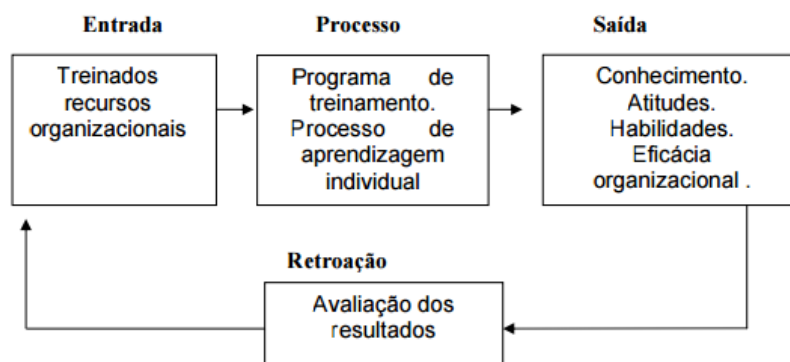 Entrada
Processo
Saída
Treinados
recursos
organizacionais
Programa de
treinamento.
Processo de
aprendizagem
individual
Conhecimento.
Atitudes.
Habilidades.
Eficácia
organizacional .
Retroação
Avaliação dos
resultados